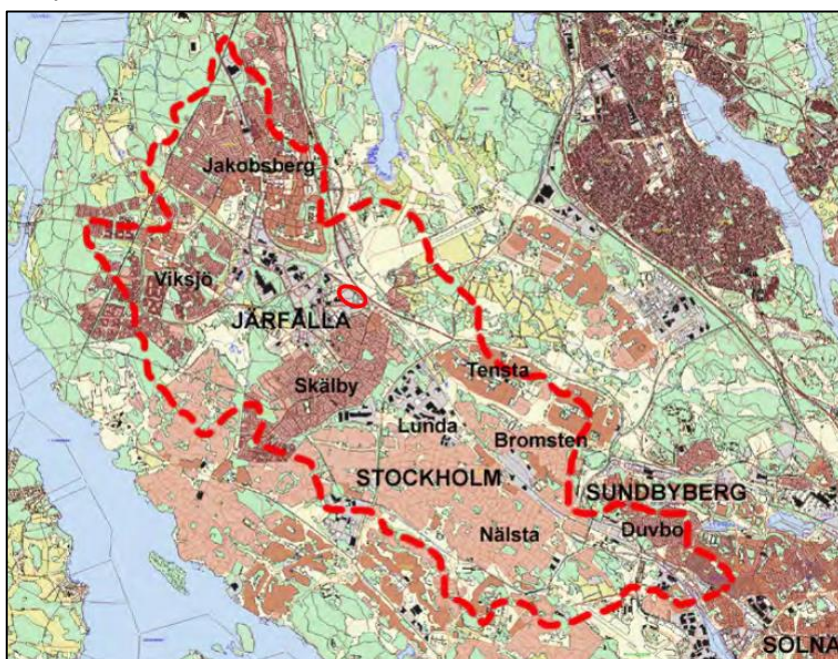 Jakobsberg
Viksjö
JÄRFÄLLA
Skälby
Tensta
Lunda
Bromsten
STOCKHOLM
SUNDBYBERG
Duvbo
Nälsta
SOLNA